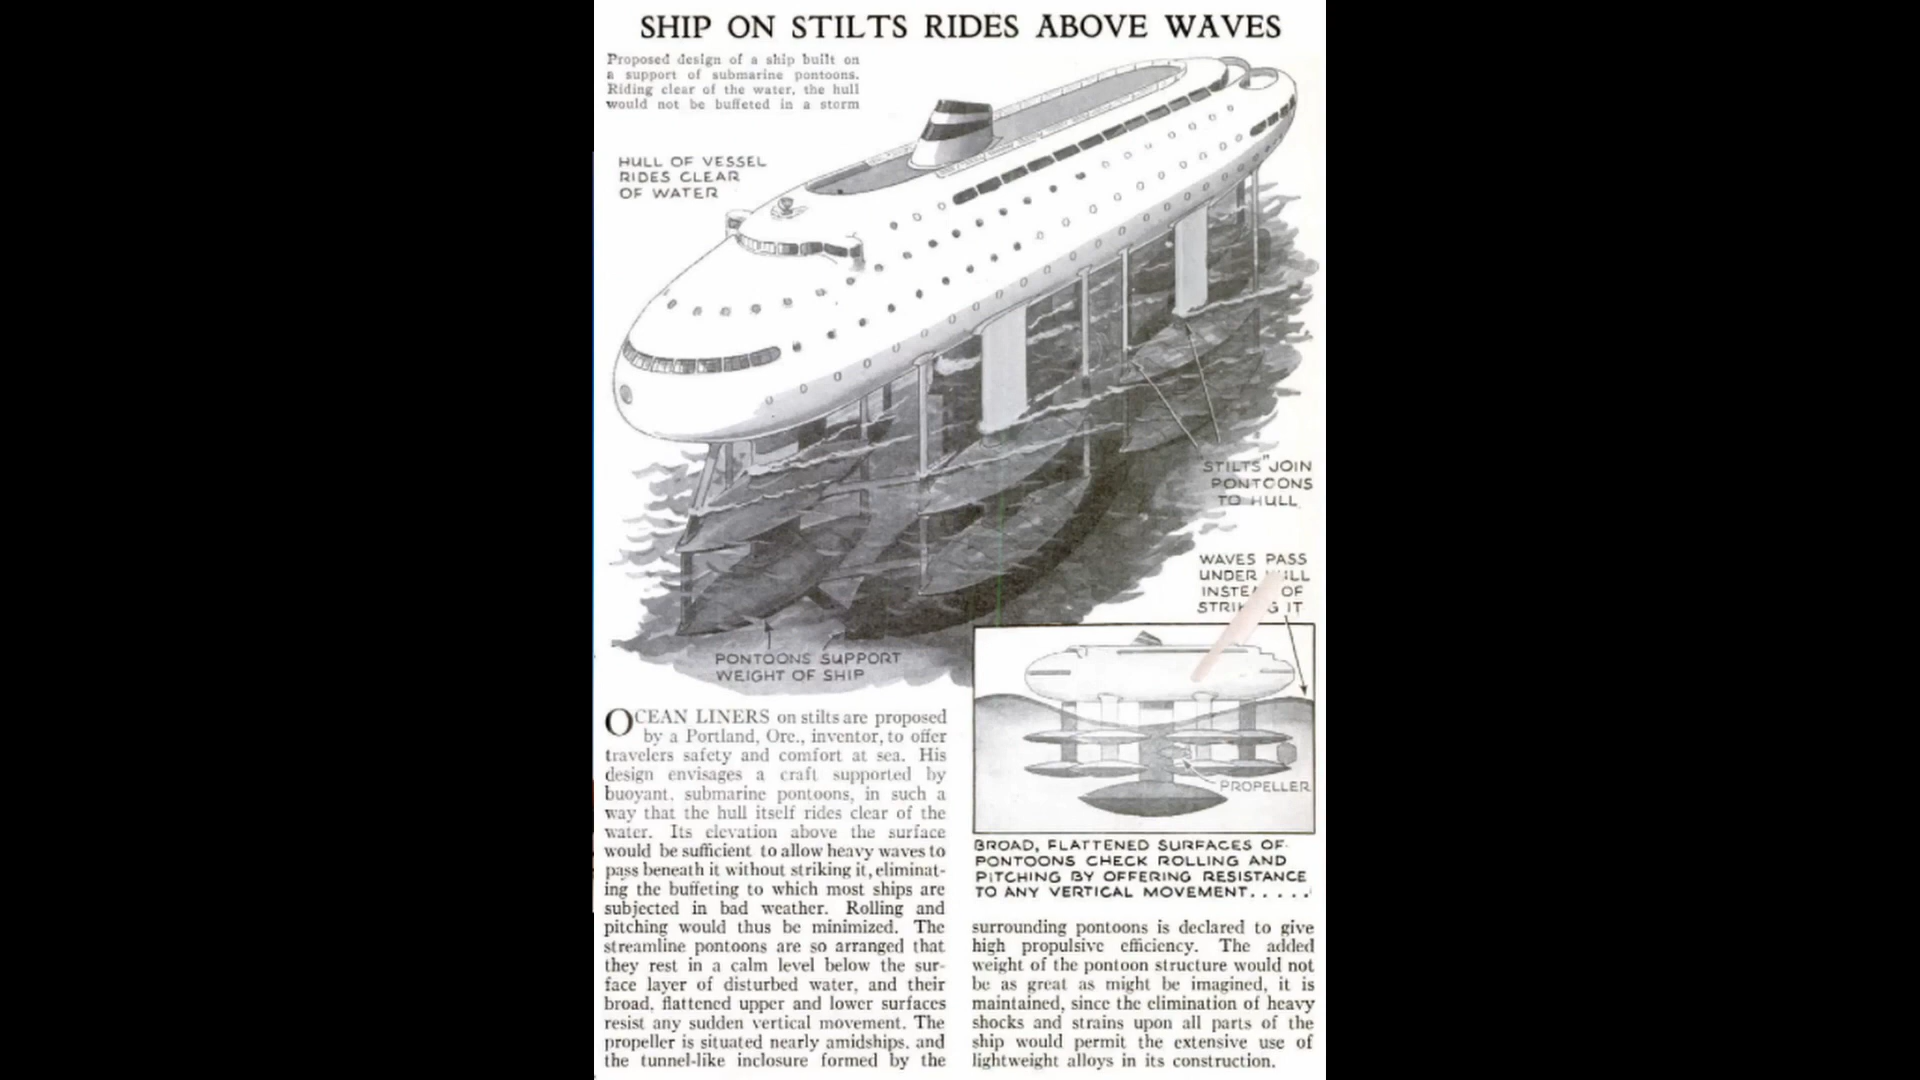 SHIP ON STILTS RIDES ABOVE WAVES
Proposed design of a ship built on
a support of submarine pontoons.
Riding clear of the water, the hull
would not be buffeted in a storm
HULL OF VESSEL
RIDES CLEAR
OF WATER
"STILTS" JOIN
PONTOONS
TO HULL
WAVES PASS
UNDER HULL
INSTEAD OF
STRIKING IT
PONTOONS SUPPORT
WEIGHT OF SHIP
PROPELLER
BROAD, FLATTENED SURFACES OF
PONTOONS CHECK ROLLING AND
PITCHING BY OFFERING RESISTANCE
TO ANY VERTICAL MOVEMENT.....
OCEAN LINERS on stilts are proposed
by a Portland, Ore., inventor, to offer
travelers safety and comfort at sea. His
design envisages a craft supported by
buoyant, submarine pontoons, in such a
way that the hull itself rides clear of the
water. Its elevation above the surface
would be sufficient to allow heavy waves to
pass beneath it without striking it, eliminat-
ing the buffeting to which most ships are
subjected in bad weather. Rolling and
pitching would thus be minimized. The
streamline pontoons are so arranged that
they rest in a calm level below the sur-
face layer of disturbed water, and their
broad, flattened upper and lower surfaces
resist any sudden vertical movement. The
propeller is situated nearly amidships, and
the tunnel-like inclosure formed by the
surrounding pontoons is declared to give
high propulsive efficiency. The added
weight of the pontoon structure would not
be as great as might be imagined, it is
maintained, since the elimination of heavy
shocks and strains upon all parts of the
ship would permit the extensive use of
lightweight alloys in its construction.